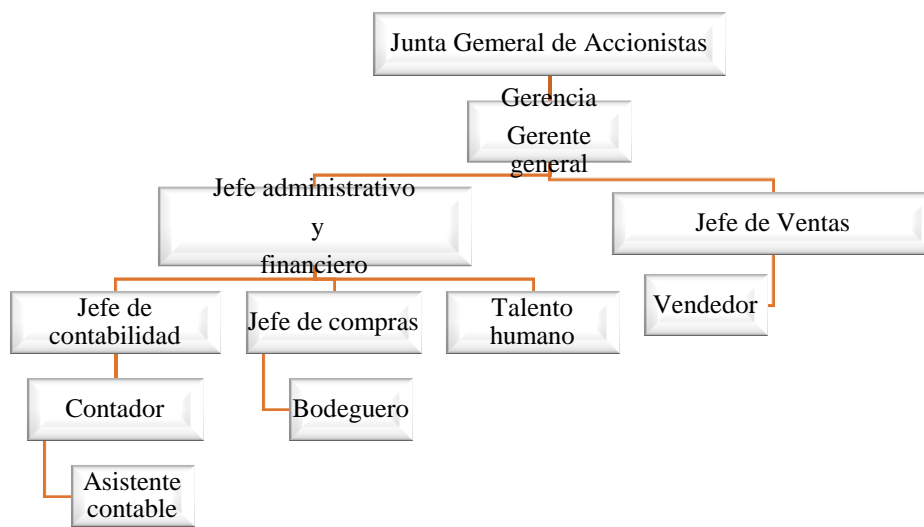 Junta Gemeral de Accionistas
Gerencia
Gerente
general
Jefe administrativo
y
financiero
Jefe de Ventas
Jefe de
contabilidad
Jefe de compras
Talento
humano
Vendedor
Contador
Bodeguero
Asistente
contable